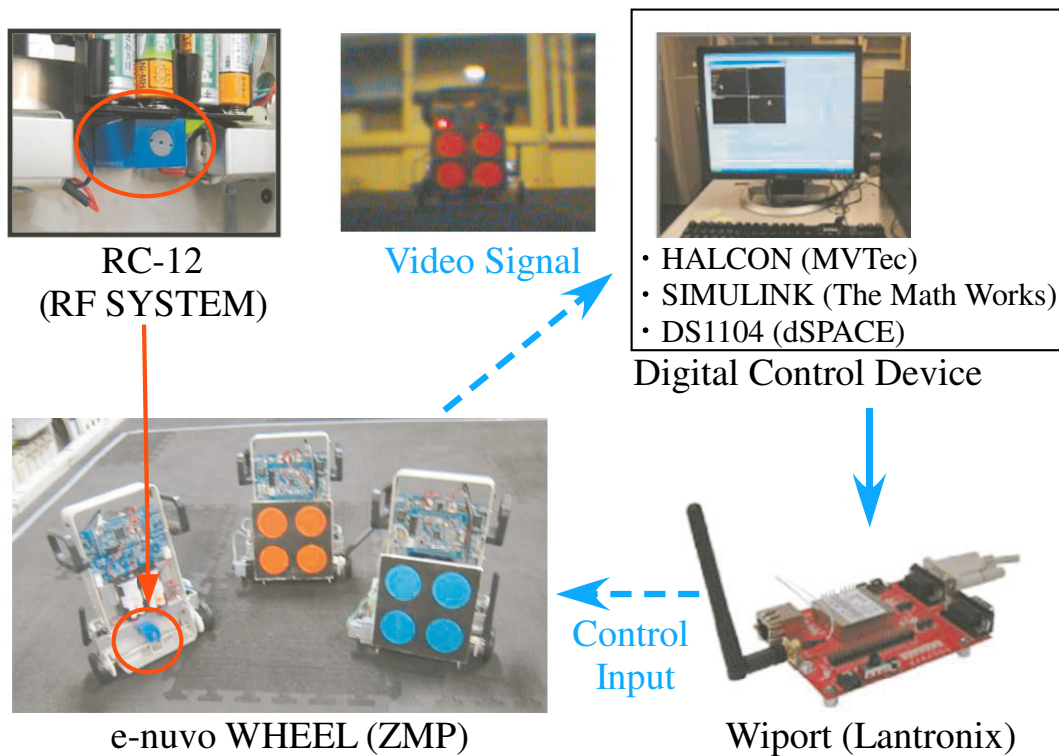 RC-12
(RF SYSTEM)
Video Signal
・HALCON (MVTec)
・SIMULINK (The Math Works)
・DS1104 (dSPACE)
Digital Control Device
Control
Input
e-nuvo WHEEL (ZMP)
Wiport (Lantronix)